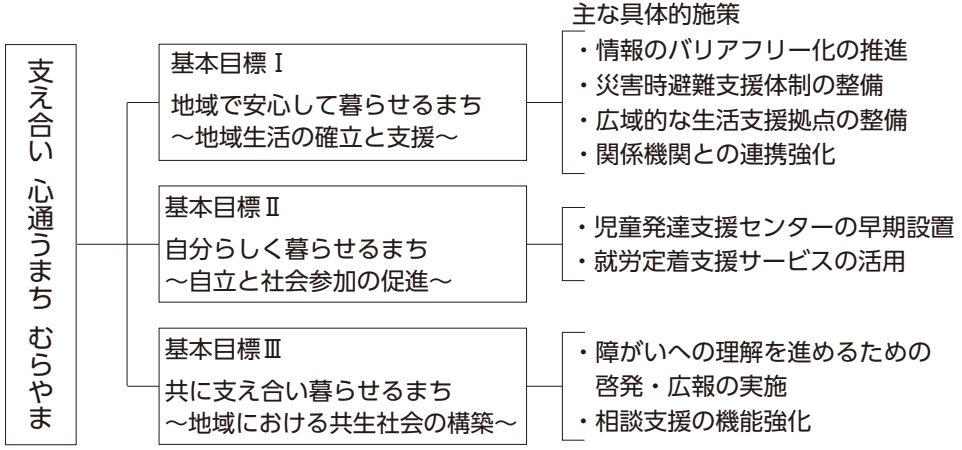 支え合い 心通うまち むらやま
基本目標Ⅰ
地域で安心して暮らせるまち
～地域生活の確立と支援～
主な具体的施策
・情報のバリアフリー化の推進
・災害時避難支援体制の整備
・広域的な生活支援拠点の整備
・関係機関との連携強化
基本目標Ⅱ
自分らしく暮らせるまち
～自立と社会参加の促進～
・児童発達支援センターの早期設置
・就労定着支援サービスの活用
基本目標Ⅲ
共に支え合い暮らせるまち
～地域における共生社会の構築～
・障がいへの理解を進めるための
啓発・広報の実施
・相談支援の機能強化